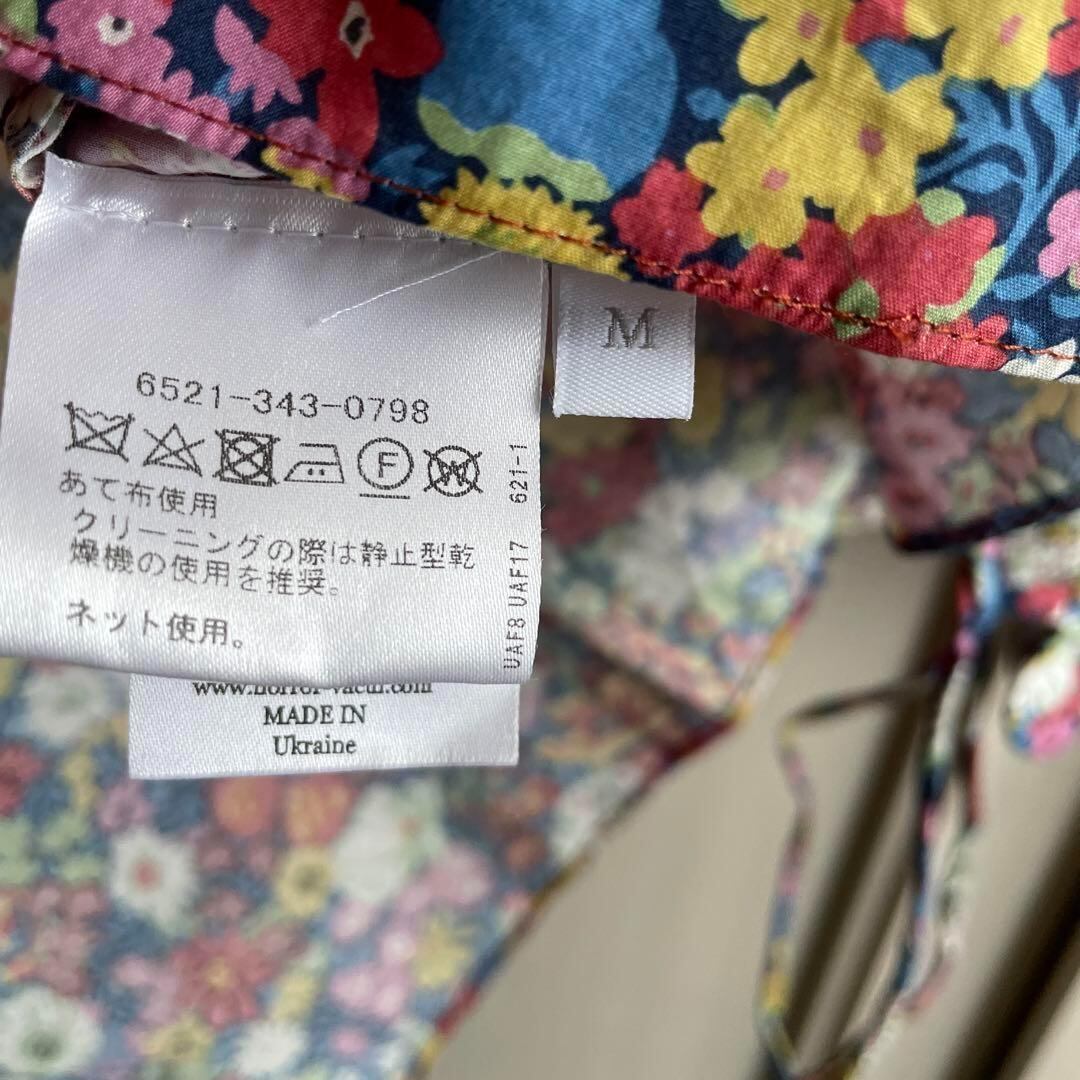 M
6521-343-0798
F W
あて布使用
クリーニングの際は静止型乾
燥機の使用を推奨。
ネット使用。
UAF8 UAF17 621-1
MADE IN
Ukraine